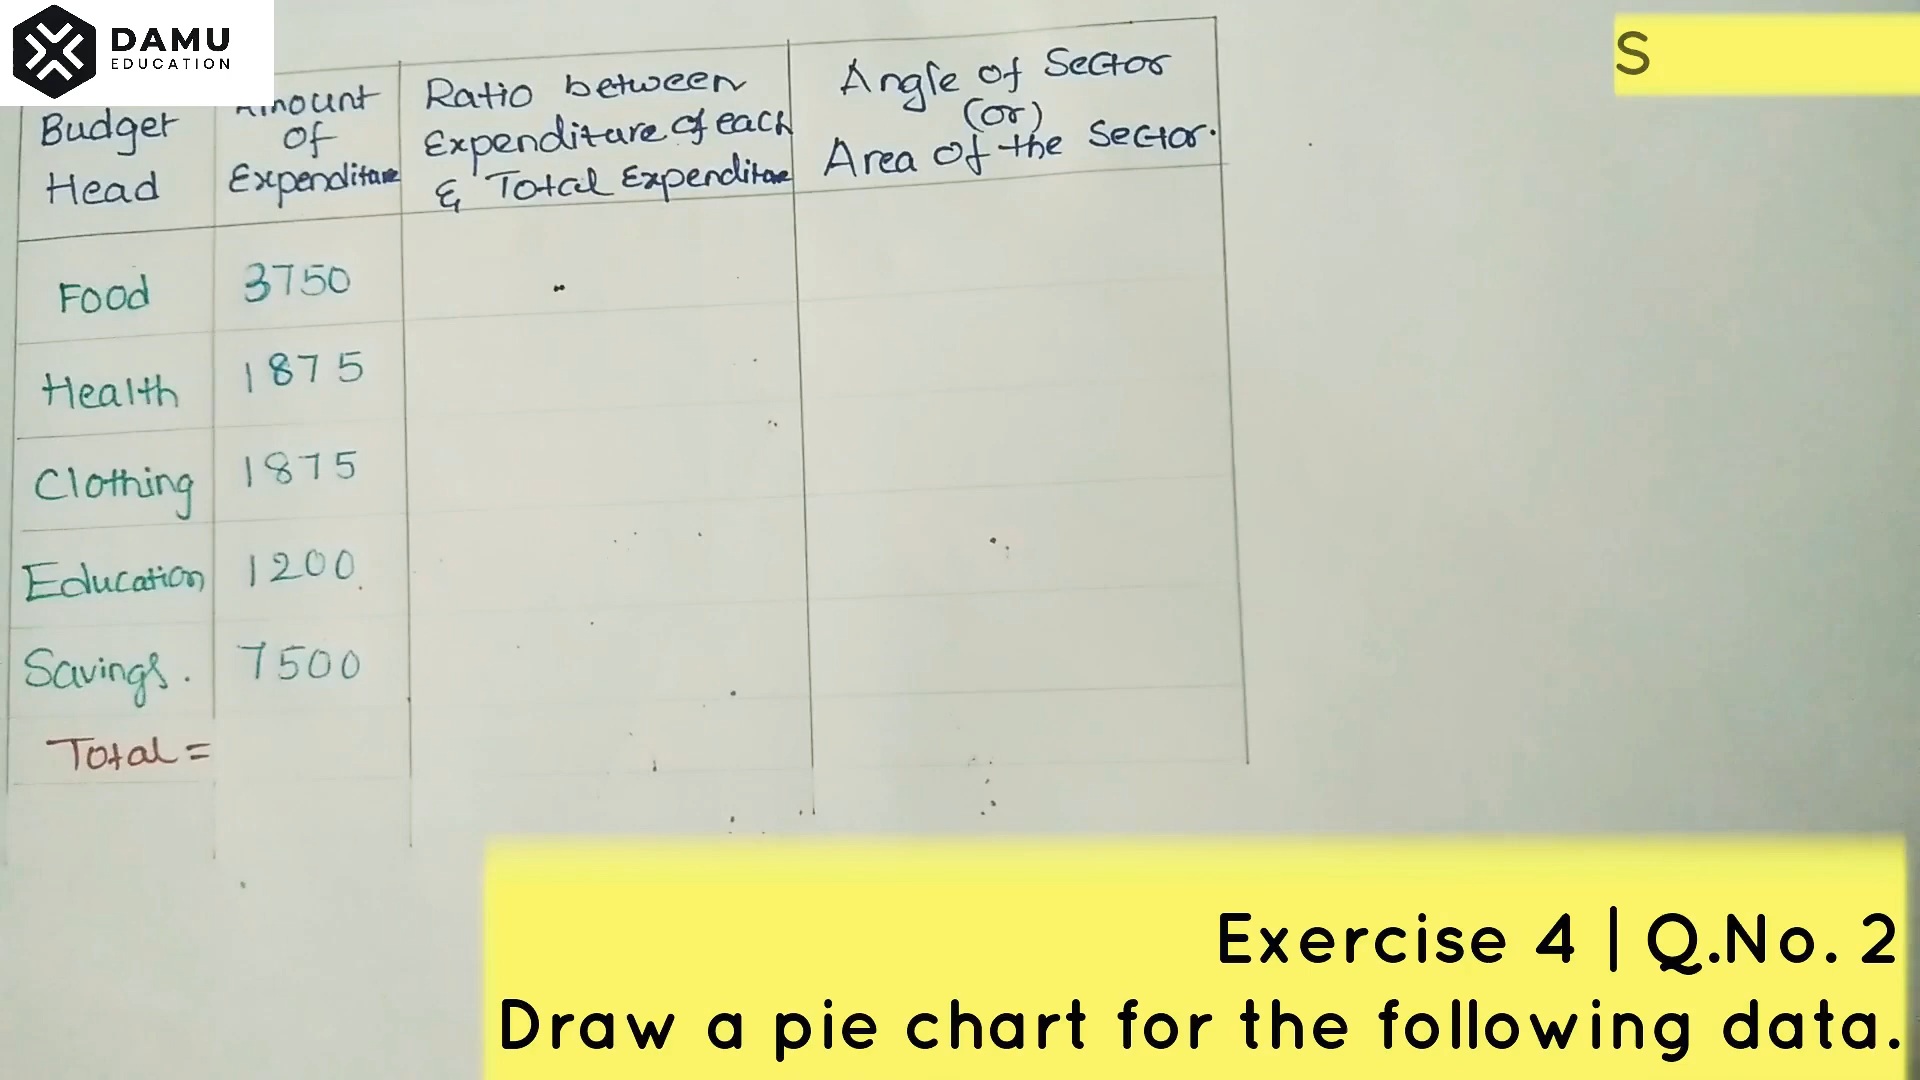 DAMU
EDUCATION
S
Budget
Head
Amount
Of
Expenditure
Ratio between
Expenditure of each
& Total Expenditure
Angle of Sector
(or)
Area of the Sector.
Food 3750
Health 1875
Clothing 1875
Education 1200
Savings. 7500
Total =
Exercise 4 | Q.No. 2
Draw a pie chart for the following data.